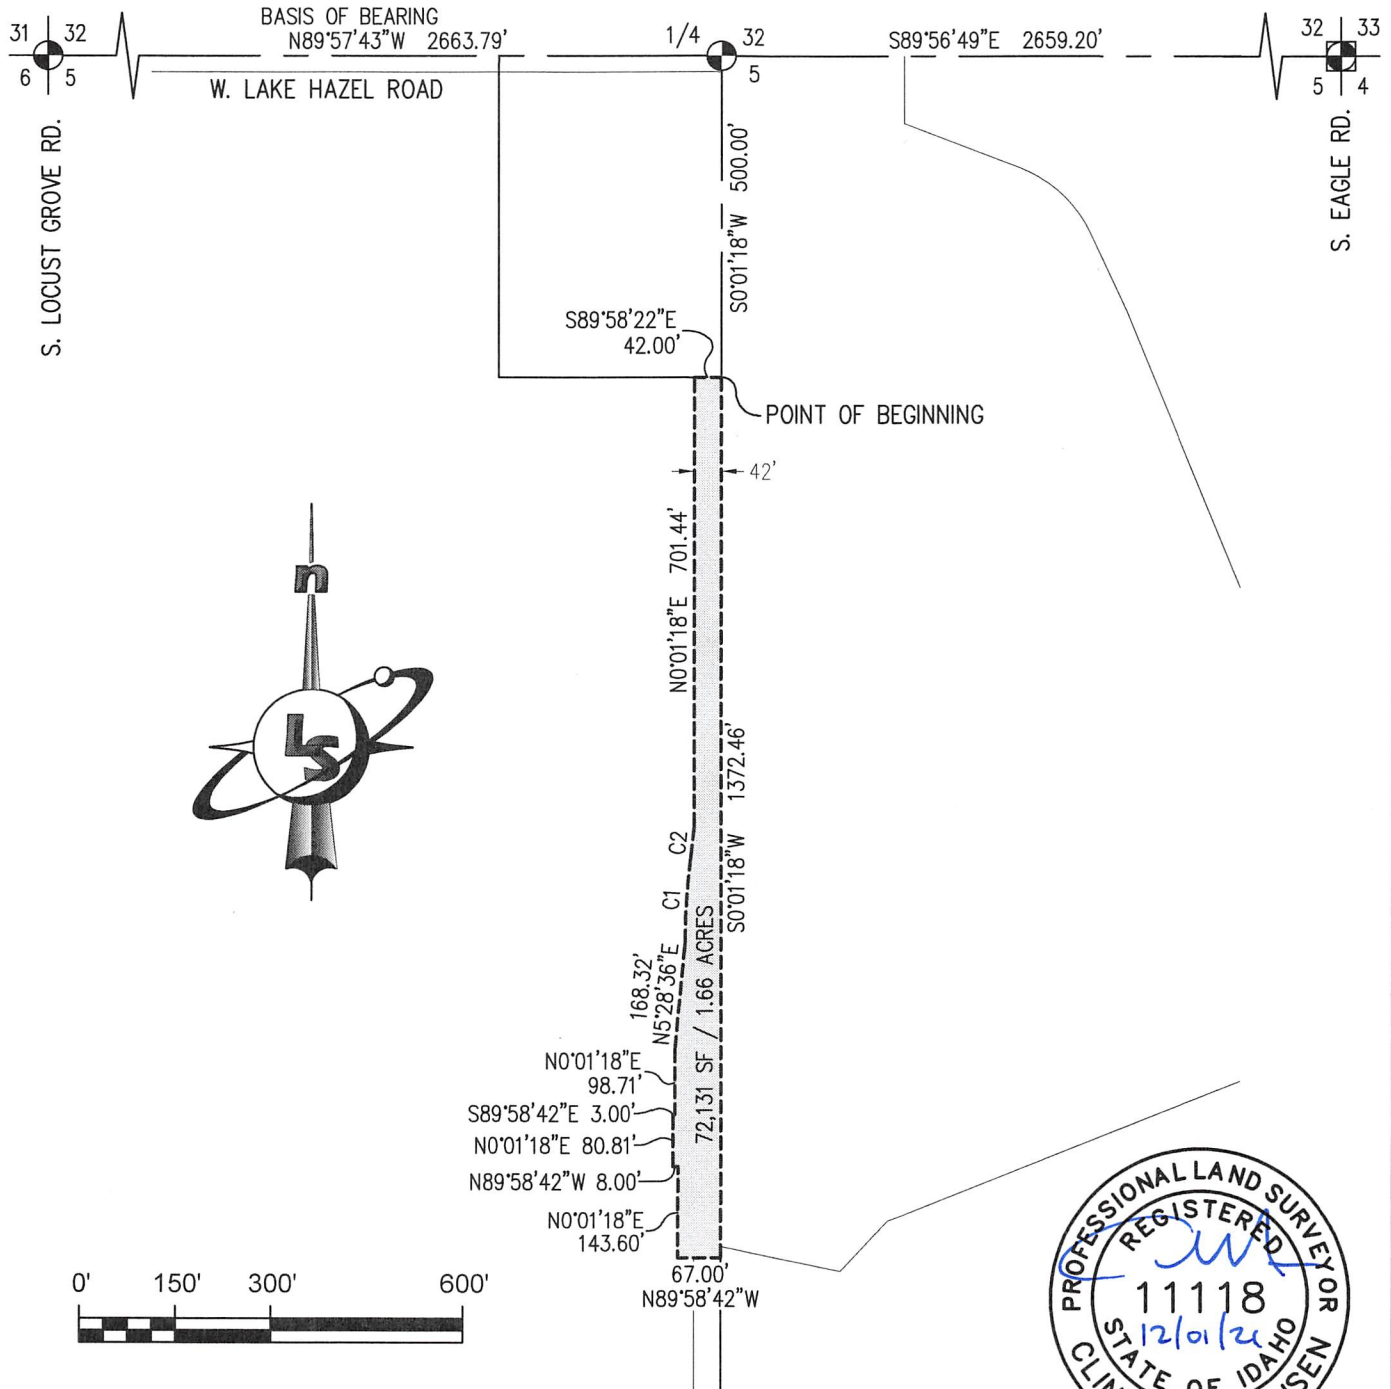 BASIS OF BEARING
N89°57'43"W 2663.79'
31 32
6 5
1/4 32
5
S89°56'49"E 2659.20'
32 33
5 4
W. LAKE HAZEL ROAD
S. LOCUST GROVE RD.
S. EAGLE RD.
S0°01'18"W 500.00'
S89°58'22"E
42.00'
POINT OF BEGINNING
42'
N0°01'18"E 701.44'
n
LS
S0°01'18"W 1372.46'
C2
C1
N5°28'36"E
168.32'
72,131 SF / 1.66 ACRES
N0°01'18"E
98.71'
S89°58'42"E 3.00'
N0°01'18"E 80.81'
N89°58'42"W 8.00'
N0°01'18"E
143.60'
67.00'
N89°58'42"W
0' 150' 300' 600'
PROFESSIONAL LAND SURVEYOR
REGISTERED
11118
STATE OF IDAHO